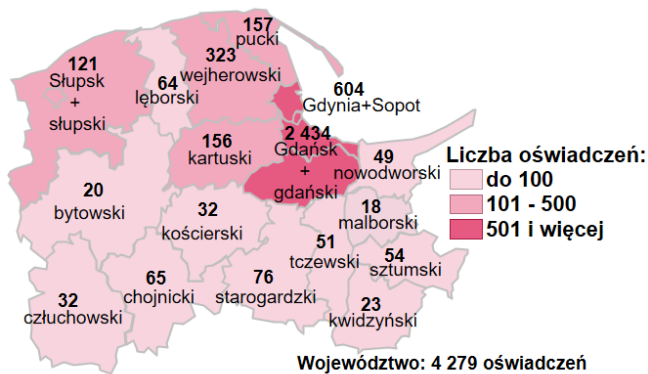 157
pucki
121
Słupsk
+
słupski
64
lęborski
323
wejherowski
604
Gdynia+Sopot
156
kartuski
2 434
Gdańsk
+
gdański
49
nowodworski
Liczba oświadczeń:
do 100
101 - 500
501 i więcej
20
bytowski
32
kościerski
18
malborski
51
tczewski
54
sztumski
32
człuchowski
65
chojnicki
76
starogardzki
23
kwidzyński
Województwo: 4 279 oświadczeń